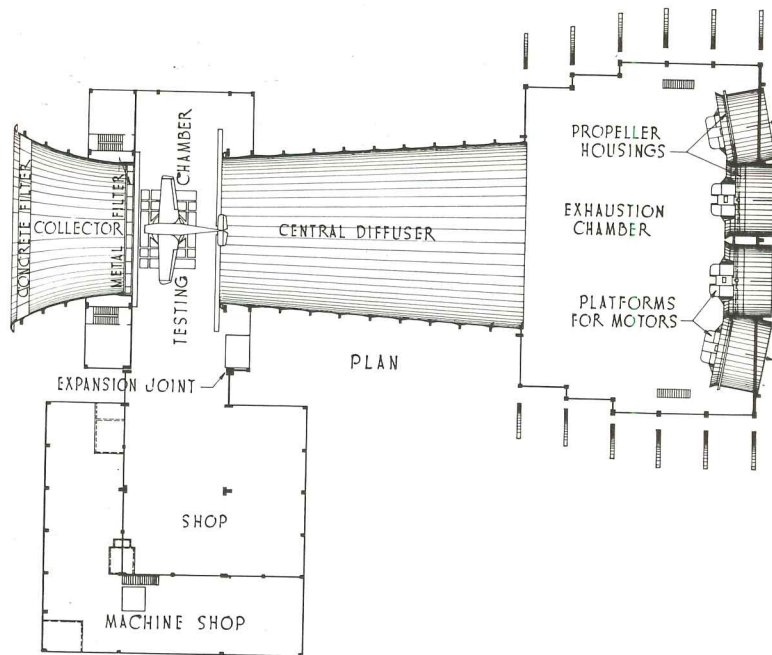 CONCRETE FILTER
COLLECTOR
METAL FILTER
TESTING CHAMBER
CENTRAL DIFFUSER
PROPELLER
HOUSINGS
EXHAUSTION
CHAMBER
PLATFORMS
FOR MOTORS
PLAN
EXPANSION JOINT
SHOP
MACHINE SHOP